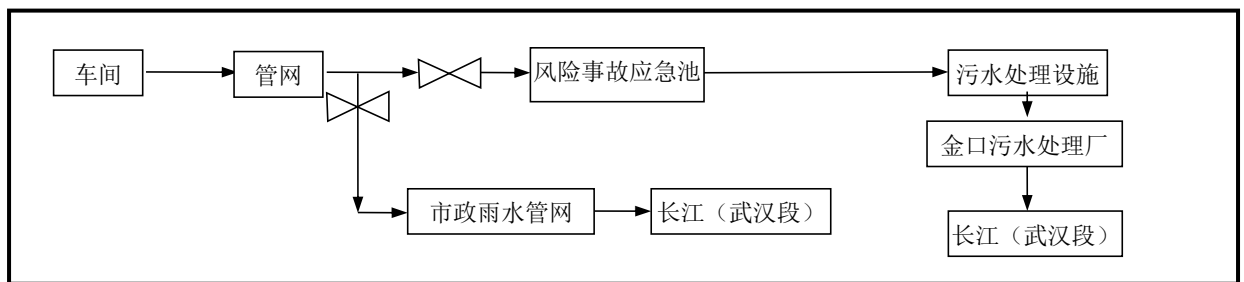 车间
管网
风险事故应急池
污水处理设施
金口污水处理厂
市政雨水管网
长江（武汉段）
长江（武汉段）